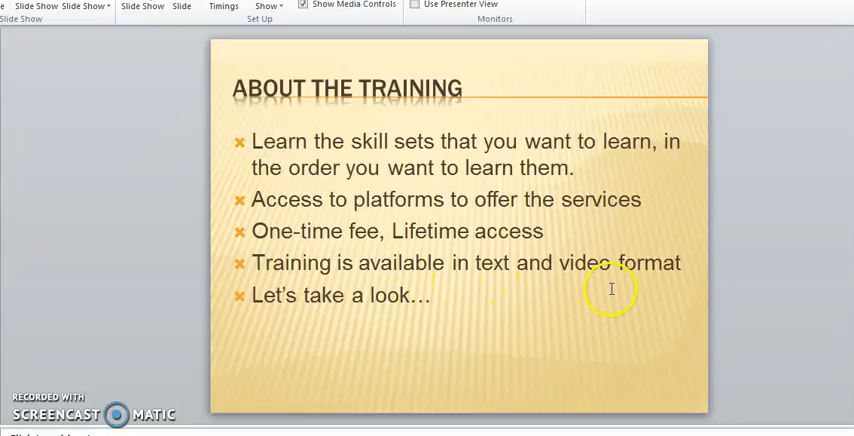 e Slide Show Slide Show Slide Show Slide Timings Show Show Media Controls Use Presenter View
Slide Show Set Up Monitors
ABOUT THE TRAINING
Learn the skill sets that you want to learn, in
the order you want to learn them.
Access to platforms to offer the services
One-time fee, Lifetime access
Training is available in text and video format
Let's take a look…
RECORDED WITH
SCREENCAST MATIC